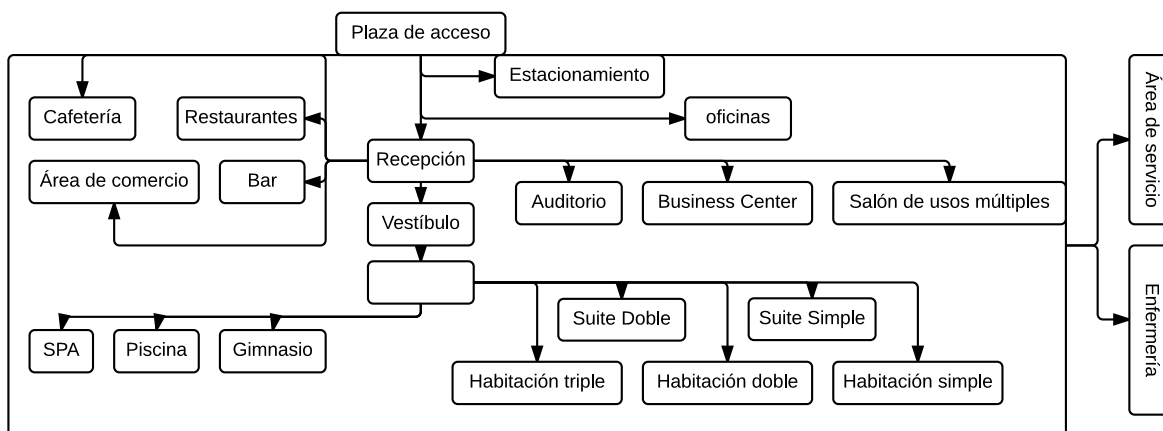 Plaza de acceso
Estacionamiento
Cafetería
Restaurantes
oficinas
Recepción
Área de comercio
Bar
Auditorio
Business Center
Salón de usos múltiples
Vestíbulo
Suite Doble
Suite Simple
SPA
Piscina
Gimnasio
Habitación triple
Habitación doble
Habitación simple
Área de servicio
Enfermería